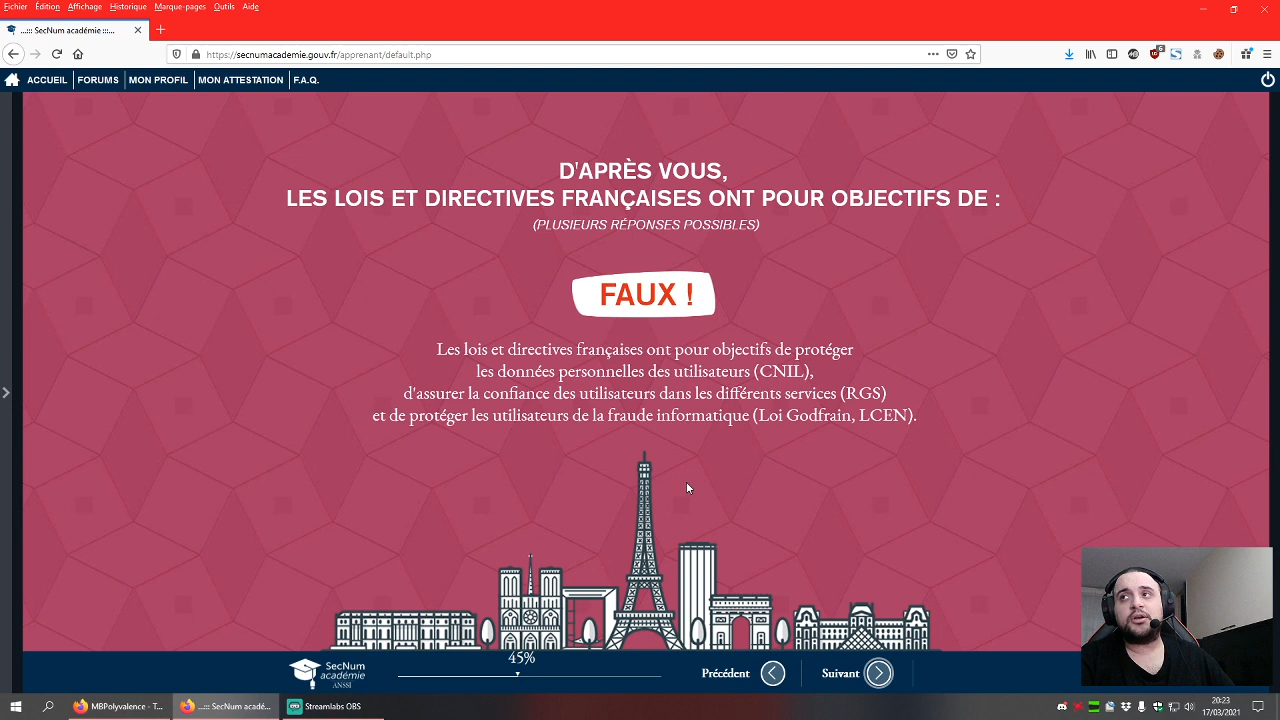 Fichier Édition Affichage Historique Marque-pages Outils Aide
...:: SecNum académie :::...
https://secnumacademie.gouv.fr/apprenant/default.php
6
ACCUEIL FORUMS MON PROFIL MON ATTESTATION F.A.Q.
D'APRÈS VOUS,
LES LOIS ET DIRECTIVES FRANÇAISES ONT POUR OBJECTIFS DE :
(PLUSIEURS RÉPONSES POSSIBLES)
FAUX !
Les lois et directives françaises ont pour objectifs de protéger
les données personnelles des utilisateurs (CNIL),
d'assurer la confiance des utilisateurs dans les différents services (RGS)
et de protéger les utilisateurs de la fraude informatique (Loi Godfrain, LCEN).
SecNum
académie
ANSSI
45%
Précédent
Suivant
MBPolyvalence - T...
...::: SecNum acadé...
Streamlabs OBS
20:23
17/03/2021